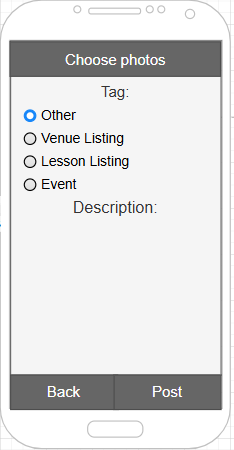 Choose photos
Tag:
Other
Venue Listing
Lesson Listing
Event
Description:
Back Post